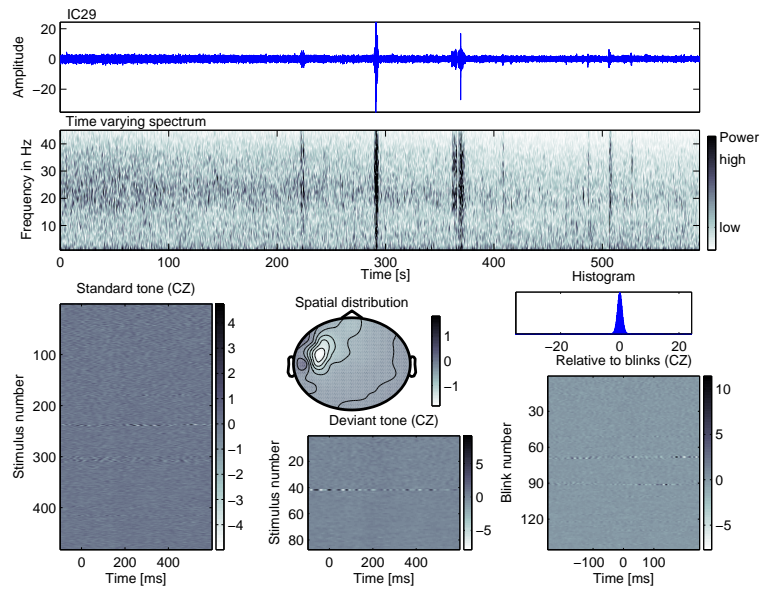 IC29
20
0
−20
Amplitude
Time varying spectrum
40
30
20
10
Frequency in Hz
Power
high
low
0
100
200
300
400
500
Time [s]
Standard tone (CZ)
100
200
300
400
Stimulus number
0
200
400
Time [ms]
4
3
2
1
0
−1
−2
−3
−4
Spatial distribution
1
0
−1
Deviant tone (CZ)
20
40
60
80
Stimulus number
0
200
400
Time [ms]
5
0
−5
Histogram
−20
0
20
Relative to blinks (CZ)
30
60
90
120
Blink number
−100
0
100
Time [ms]
10
5
0
−5